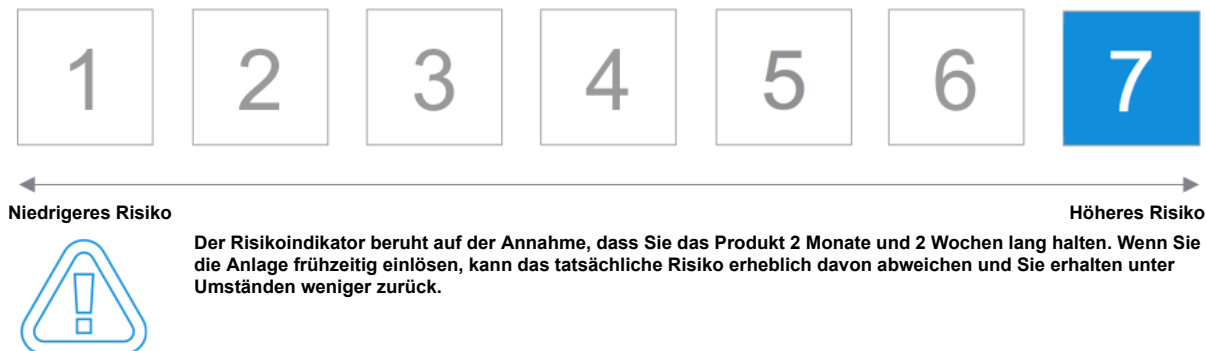 1 2 3 4 5 6 7
Niedrigeres Risiko Höheres Risiko
Der Risikoindikator beruht auf der Annahme, dass Sie das Produkt 2 Monate und 2 Wochen lang halten. Wenn Sie
die Anlage frühzeitig einlösen, kann das tatsächliche Risiko erheblich davon abweichen und Sie erhalten unter
Umständen weniger zurück.